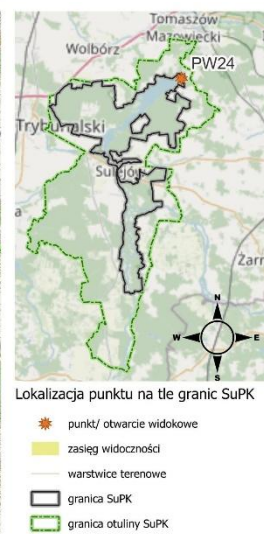 Tomaszów
Mazowiecki
Wolbórz
PW24
Trybunalski
Sulejów
a
Żarn
N
W E
S
Lokalizacja punktu na tle granic SuPK
punkt/ otwarcie widokowe
zasięg widoczności
warstwice terenowe
granica SuPK
granica otuliny SuPK